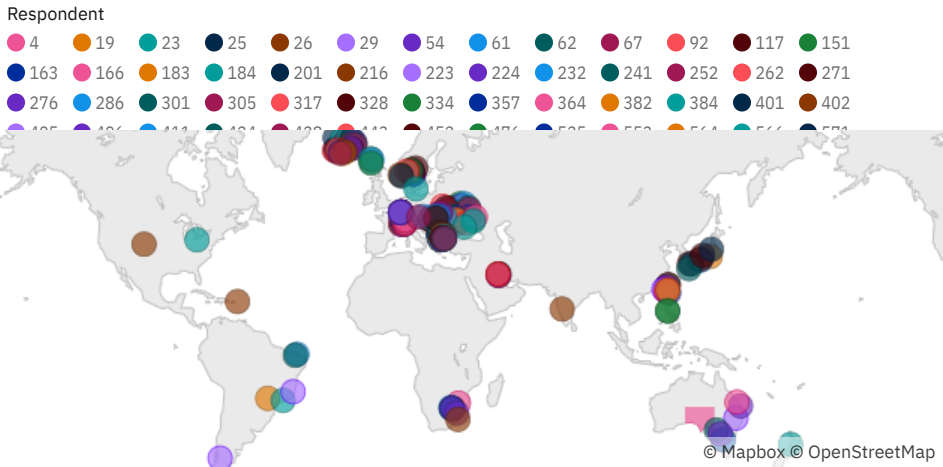 Respondent
4 19 23 25 26 29 54 61 62 67 92 117 151
163 166 183 184 201 216 223 224 232 241 252 262 271
276 286 301 305 317 328 334 357 364 382 384 401 402
© Mapbox © OpenStreetMap